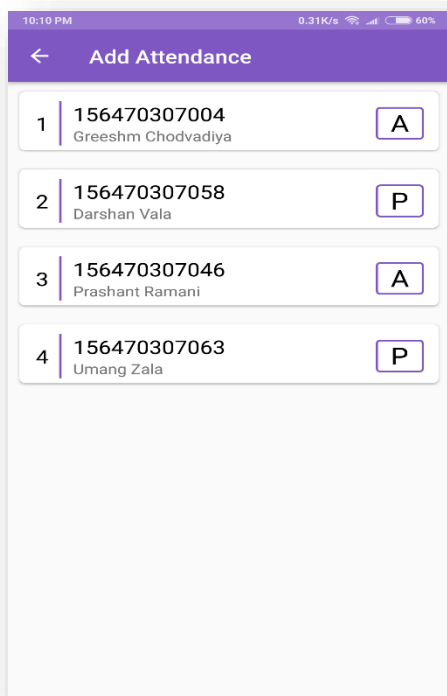 10:10 PM 0.31K/s 60%
Add Attendance
1 156470307004 A
Greeshm Chodvadiya
2 156470307058 P
Darshan Vala
3 156470307046 A
Prashant Ramani
4 156470307063 P
Umang Zala